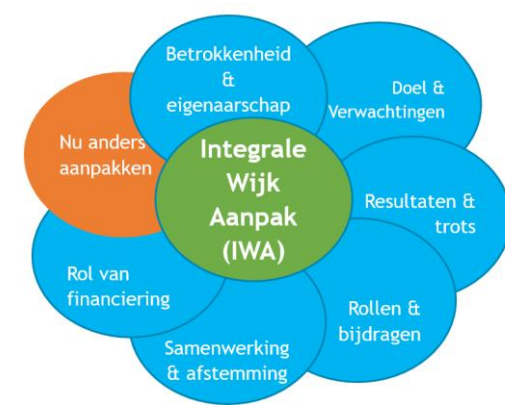 Betrokkenheid
&
eigenaarschap
Doel &
Verwachtingen
Nu anders
aanpakken
Integrale
Wijk
Aanpak
(IWA)
Resultaten &
trots
Rol van
financiering
Rollen &
bijdragen
Samenwerking
& afstemming